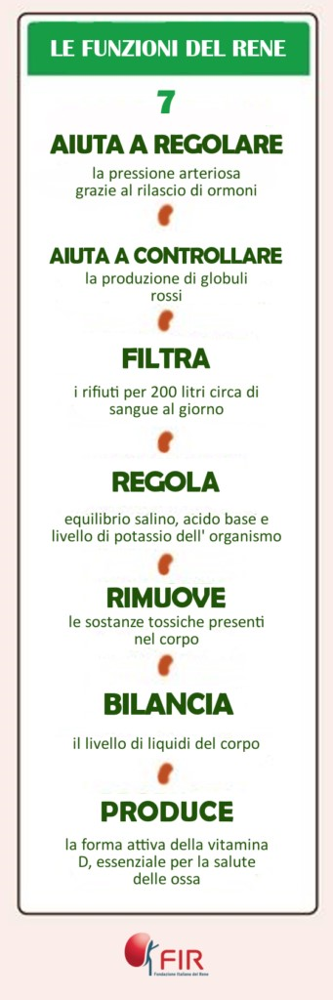 LE FUNZIONI DEL RENE
7
AIUTA A REGOLARE
la pressione arteriosa
grazie al rilascio di ormoni
AIUTA A CONTROLLARE
la produzione di globuli
rossi
FILTRA
i rifiuti per 200 litri circa di
sangue al giorno
REGOLA
equilibrio salino, acido base e
livello di potassio dell' organismo
RIMUOVE
le sostanze tossiche presenti
nel corpo
BILANCIA
il livello di liquidi del corpo
PRODUCE
la forma attiva della vitamina
D, essenziale per la salute
delle ossa
FIR
Fondazione Italiana del Rene